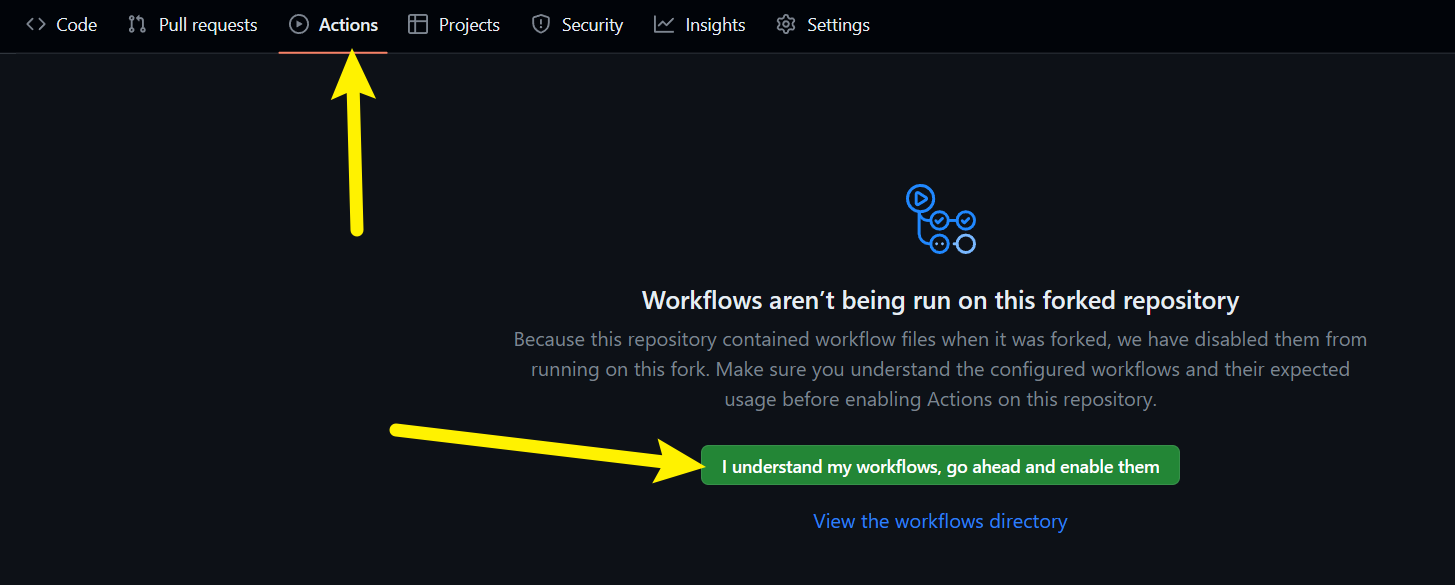 Code Pull requests Actions Projects Security Insights Settings
Workflows aren’t being run on this forked repository
Because this repository contained workflow files when it was forked, we have disabled them from
running on this fork. Make sure you understand the configured workflows and their expected
usage before enabling Actions on this repository.
I understand my workflows, go ahead and enable them
View the workflows directory